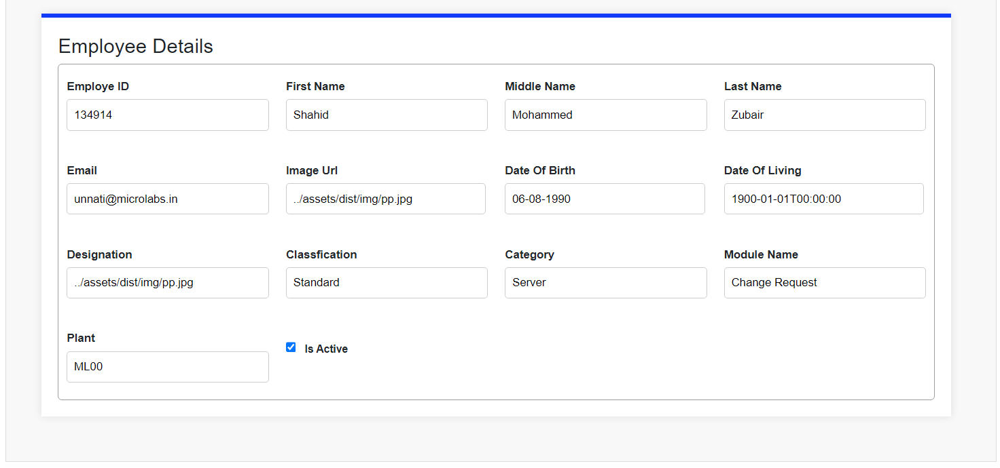 Employee Details
Employe ID First Name Middle Name Last Name
134914 Shahid Mohammed Zubair
Email Image Url Date Of Birth Date Of Living
unnati@microlabs.in ../assets/dist/img/pp.jpg 06-08-1990 1900-01-01T00:00:00
Designation Classfication Category Module Name
../assets/dist/img/pp.jpg Standard Server Change Request
Plant
Is Active
ML00